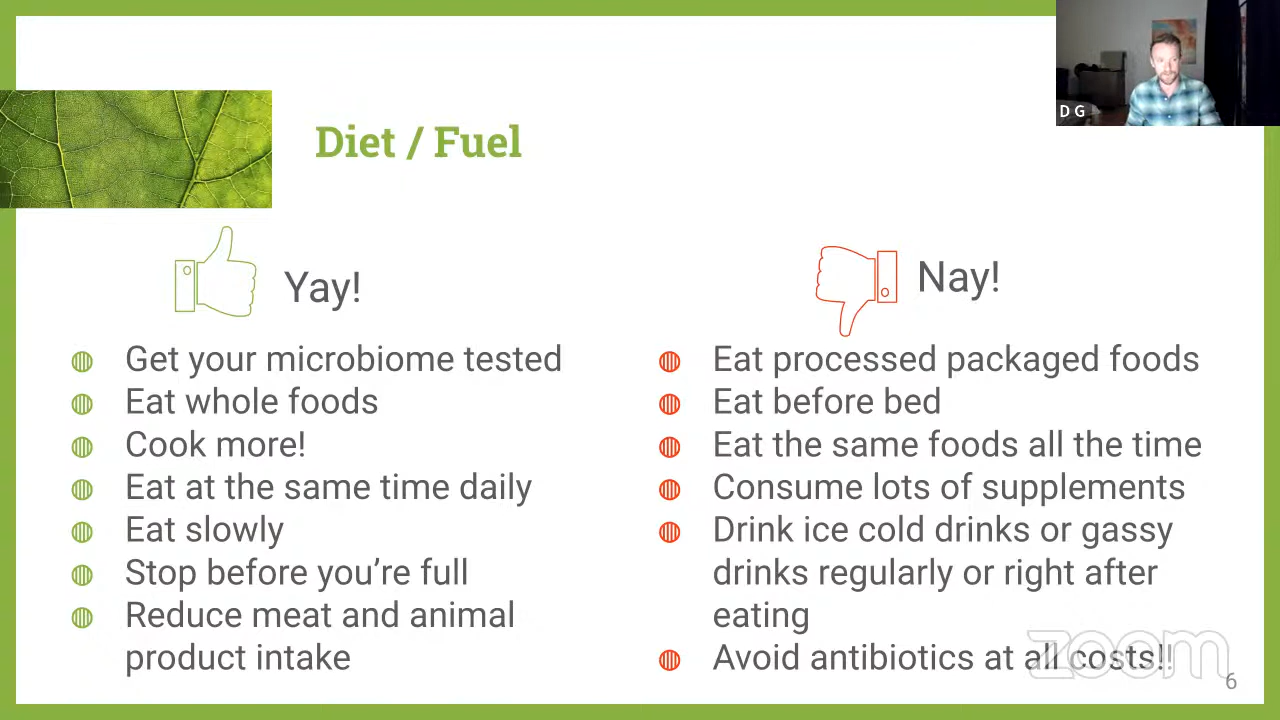 D G
Diet / Fuel
Yay!
Get your microbiome tested
Eat whole foods
Cook more!
Eat at the same time daily
Eat slowly
Stop before you’re full
Reduce meat and animal
product intake
Nay!
Eat processed packaged foods
Eat before bed
Eat the same foods all the time
Consume lots of supplements
Drink ice cold drinks or gassy
drinks regularly or right after
eating
Avoid antibiotics at all costs!!
zoom
6